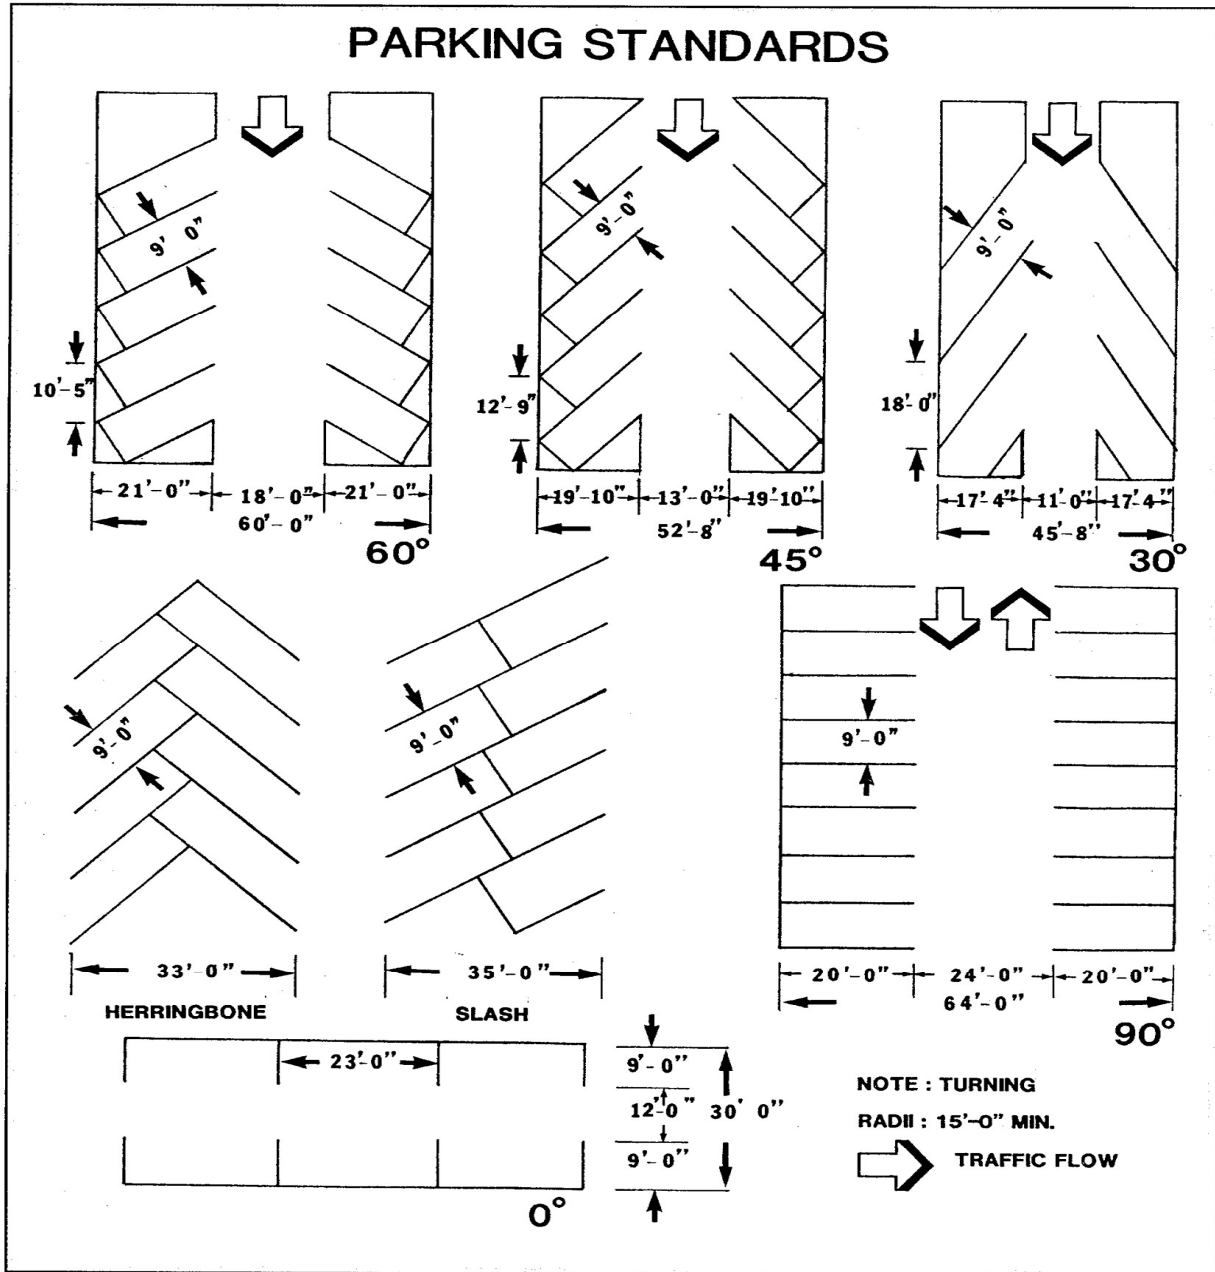 PARKING STANDARDS
9' 0"
10'-5"
21'-0" 18'-0" 21'-0"
60'-0"
60°
9'-0"
12'-9"
19'-10" 13'-0" 19'-10"
52'-8"
45°
9'-0"
18'-0"
17'-4" 11'-0" 17'-4"
45'-8"
30°
9'-0"
33'-0"
HERRINGBONE
9'-0"
35'-0"
SLASH
9'-0"
20'-0" 24'-0" 20'-0"
64'-0"
90°
23'-0"
9'-0"
12'-0" 30' 0"
9'-0"
0°
NOTE : TURNING
RADII : 15'-0" MIN.
TRAFFIC FLOW